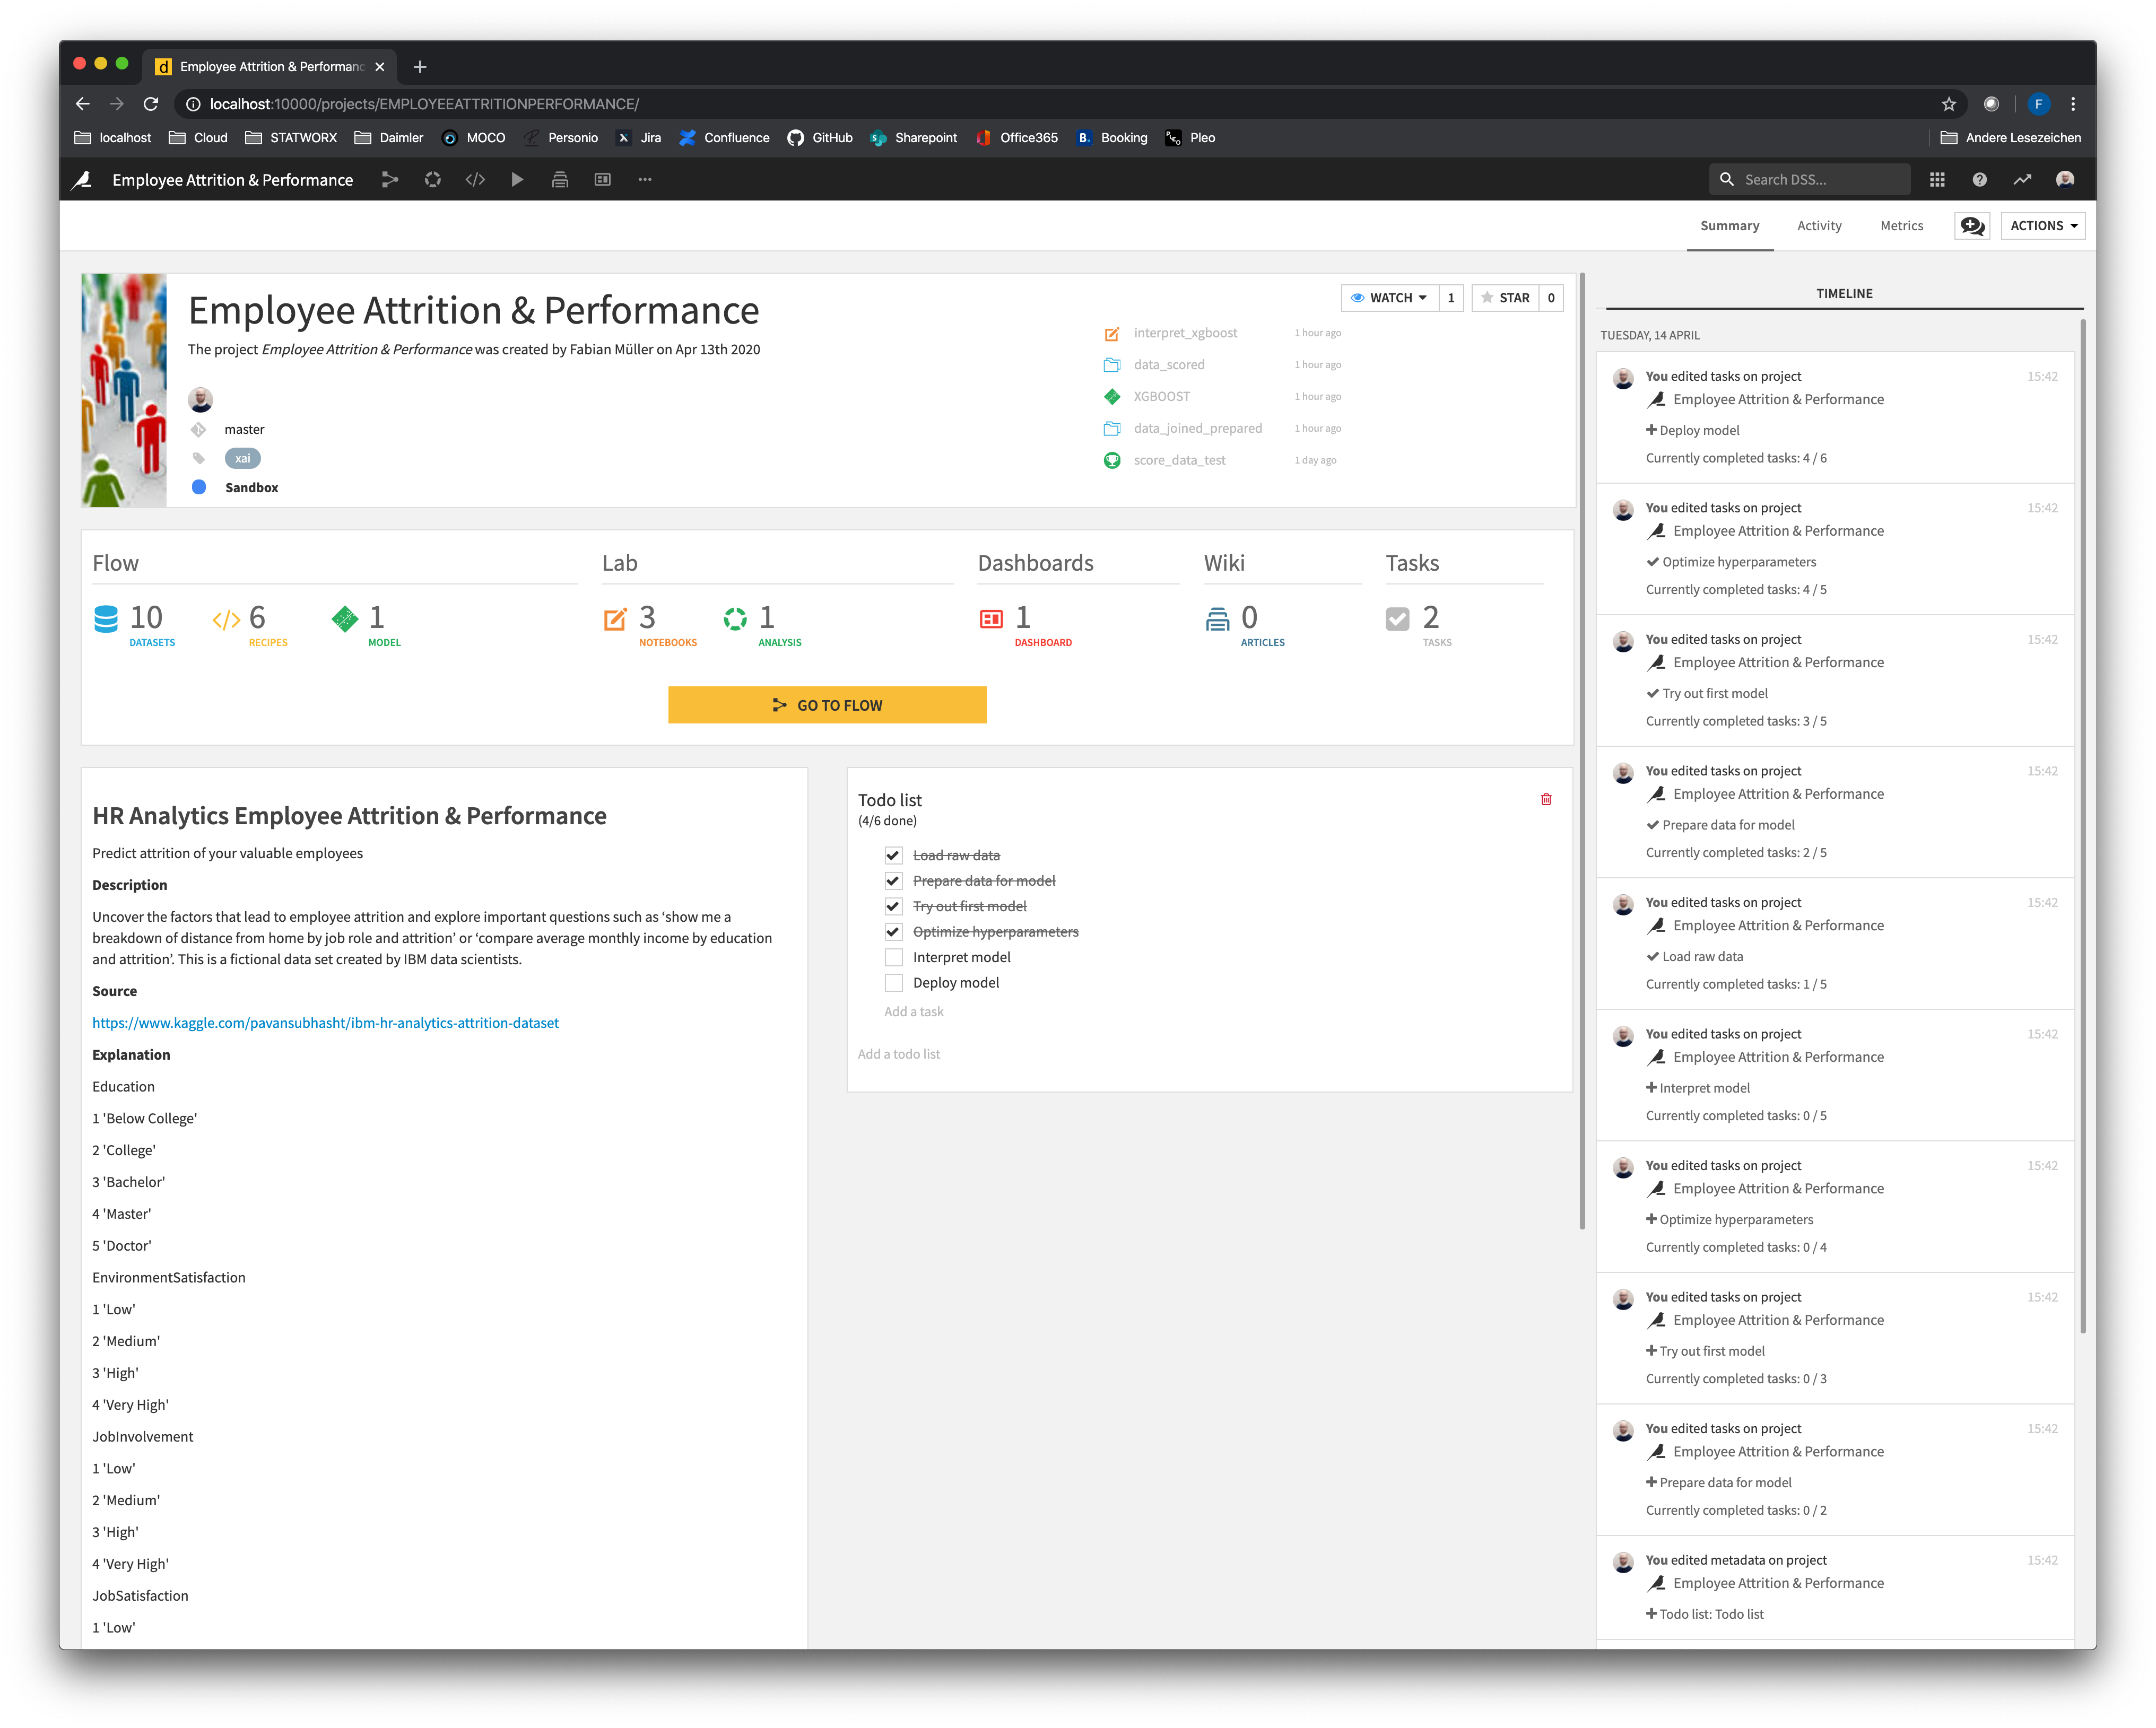 Employee Attrition & Performanc
localhost:10000/projects/EMPLOYEEATTRITIONPERFORMANCE/
F
localhost Cloud STATWORX Daimler MOCO Personio Jira Confluence GitHub Sharepoint Office365 Booking Pleo Andere Lesezeichen
Employee Attrition & Performance
Search DSS...
Summary Activity Metrics ACTIONS
Employee Attrition & Performance
The project Employee Attrition & Performance was created by Fabian Müller on Apr 13th 2020
master
xai
Sandbox
WATCH 1 STAR 0
interpret_xgboost 1 hour ago
data_scored 1 hour ago
XGBOOST 1 hour ago
data_joined_prepared 1 hour ago
score_data_test 1 day ago
Flow
10 DATASETS
6 RECIPES
1 MODEL
Lab
3 NOTEBOOKS
1 ANALYSIS
Dashboards
1 DASHBOARD
Wiki
0 ARTICLES
Tasks
2 TASKS
GO TO FLOW
HR Analytics Employee Attrition & Performance
Predict attrition of your valuable employees
Description
Uncover the factors that lead to employee attrition and explore important questions such as ‘show me a
breakdown of distance from home by job role and attrition’ or ‘compare average monthly income by education
and attrition’. This is a fictional data set created by IBM data scientists.
Source
https://www.kaggle.com/pavansubhasht/ibm-hr-analytics-attrition-dataset
Explanation
Education
1 'Below College'
2 'College'
3 'Bachelor'
4 'Master'
5 'Doctor'
EnvironmentSatisfaction
1 'Low'
2 'Medium'
3 'High'
4 'Very High'
JobInvolvement
1 'Low'
2 'Medium'
3 'High'
4 'Very High'
JobSatisfaction
1 'Low'
Todo list
(4/6 done)
Load raw data
Prepare data for model
Try out first model
Optimize hyperparameters
Interpret model
Deploy model
Add a task
Add a todo list
TIMELINE
TUESDAY, 14 APRIL
You edited tasks on project 15:42
Employee Attrition & Performance
Deploy model
Currently completed tasks: 4 / 6
You edited tasks on project 15:42
Employee Attrition & Performance
Optimize hyperparameters
Currently completed tasks: 4 / 5
You edited tasks on project 15:42
Employee Attrition & Performance
Try out first model
Currently completed tasks: 3 / 5
You edited tasks on project 15:42
Employee Attrition & Performance
Prepare data for model
Currently completed tasks: 2 / 5
You edited tasks on project 15:42
Employee Attrition & Performance
Load raw data
Currently completed tasks: 1 / 5
You edited tasks on project 15:42
Employee Attrition & Performance
Interpret model
Currently completed tasks: 0 / 5
You edited tasks on project 15:42
Employee Attrition & Performance
Optimize hyperparameters
Currently completed tasks: 0 / 4
You edited tasks on project 15:42
Employee Attrition & Performance
Try out first model
Currently completed tasks: 0 / 3
You edited tasks on project 15:42
Employee Attrition & Performance
Prepare data for model
Currently completed tasks: 0 / 2
You edited metadata on project 15:42
Employee Attrition & Performance
Todo list: Todo list